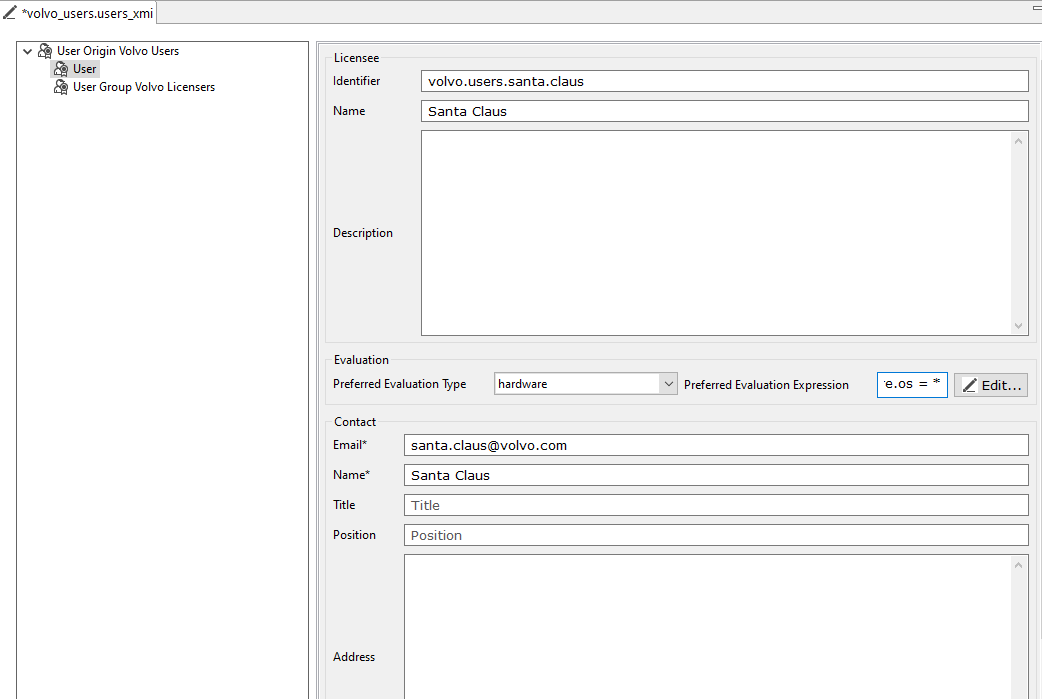 *volvo_users.users_xmi
User Origin Volvo Users
User
User Group Volvo Licensers
Licensee
Identifier volvo.users.santa.claus
Name Santa Claus
Description
Evaluation
Preferred Evaluation Type hardware Preferred Evaluation Expression e.os = * Edit...
Contact
Email* santa.claus@volvo.com
Name* Santa Claus
Title Title
Position Position
Address